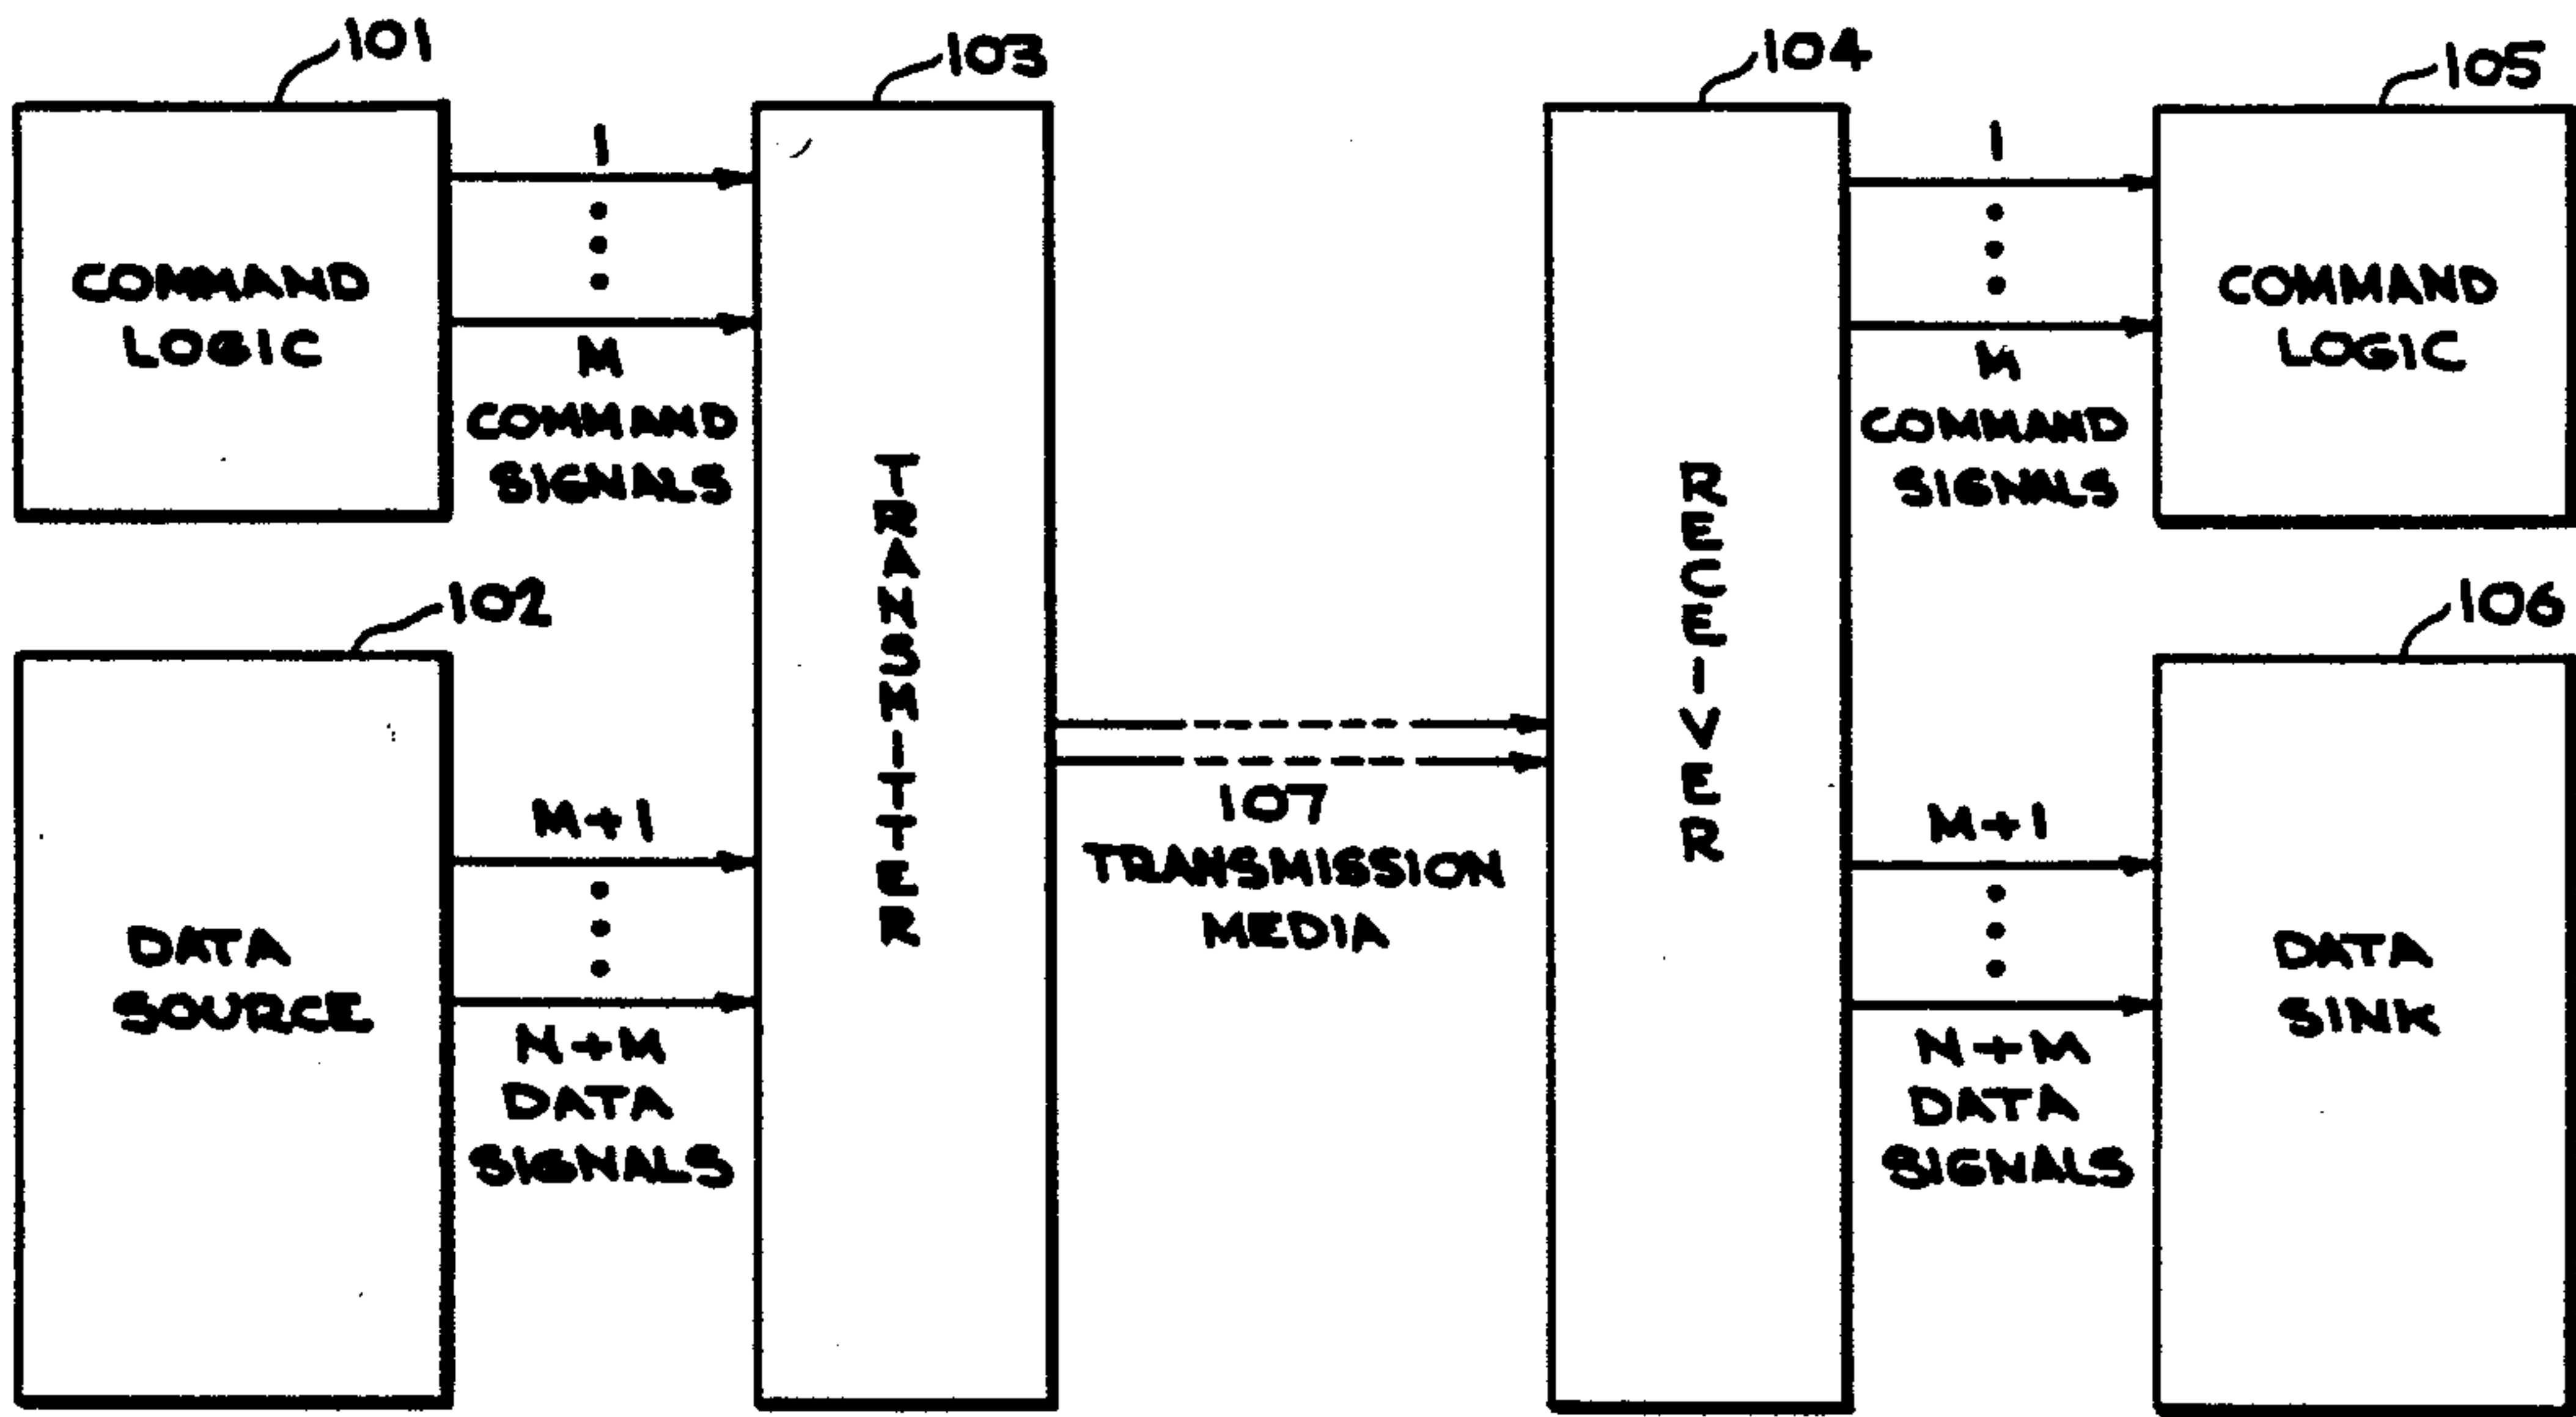 101
103
104
105
1
1
COMMAND
LOGIC
M
COMMAND
SIGNALS
TRANSMITTER
RECEIVER
M
COMMAND
SIGNALS
COMMAND
LOGIC
102
106
DATA
SOURCE
M+1
N+M
DATA
SIGNALS
107
TRANSMISSION
MEDIA
M+1
N+M
DATA
SIGNALS
DATA
SINK